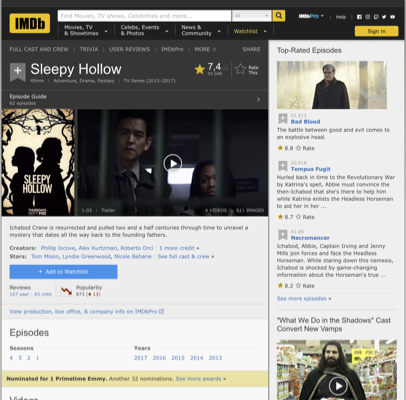 IMDb
Find Movies, TV shows, Celebrities and more...
All
IMDbPro
Help
Movies, TV
& Showtimes
Celebs, Events
& Photos
News &
Community
Watchlist
Sign in
FULL CAST AND CREW | TRIVIA | USER REVIEWS | IMDbPro | MORE
SHARE
Sleepy Hollow
45min | Adventure, Drama, Fantasy | TV Series (2013–2017)
7,4
Rate
This
Episode Guide
62 episodes
SLEEPY
HOLLOW
1:03 | Trailer
4 VIDEOS
611 IMAGES
Ichabod Crane is resurrected and pulled two and a half centuries through time to unravel a
mystery that dates all the way back to the founding fathers.
Creators: Phillip Iscove, Alex Kurtzman, Roberto Orci | 1 more credit »
Stars: Tom Mison, Lyndie Greenwood, Nicole Beharie | See full cast & crew »
+ Add to Watchlist
Reviews
127 user | 43 critic
Popularity
873
View production, box office, & company info on IMDbPro
Episodes
Seasons
4 3 2 1
Years
2017 2016 2015 2014 2013
Nominated for 1 Primetime Emmy. Another 32 nominations. See more awards »
Videos
Top-Rated Episodes
S1.E12
Bad Blood
The battle between good and evil comes to
an explosive head.
8.8 Rate
S2.E18
Tempus Fugit
Hurled back in time to the Revolutionary War
by Katrina's spell, Abbie must convince the
then-Ichabod that she's there to help him
while Katrina enlists the Headless Horseman
to aid her in her ...
8.7 Rate
Necromancer
Ichabod, Abbie, Captain Irving and Jenny
Mills join forces and face the Headless
Horseman. While staring down this nemesis,
Ichabod is shocked by game-changing
information about the Horseman's true ...
8.2 Rate
See more episodes »
"What We Do in the Shadows" Cast
Convert New Vamps